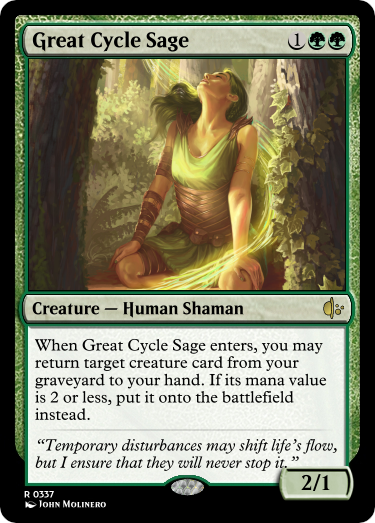 Great Cycle Sage 1
Creature — Human Shaman
When Great Cycle Sage enters, you may
return target creature card from your
graveyard to your hand. If its mana value
is 2 or less, put it onto the battlefield
instead.
“Temporary disturbances may shift life’s flow,
but I ensure that they will never stop it.”
2/1
R 0337
John Molinero